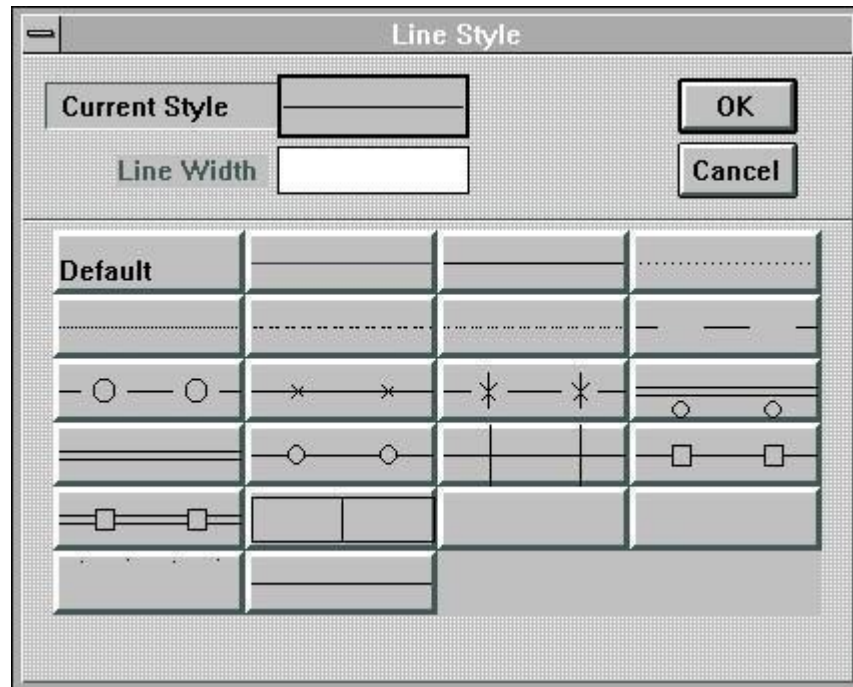 Line Style
Current Style
OK
Line Width
Cancel
Default